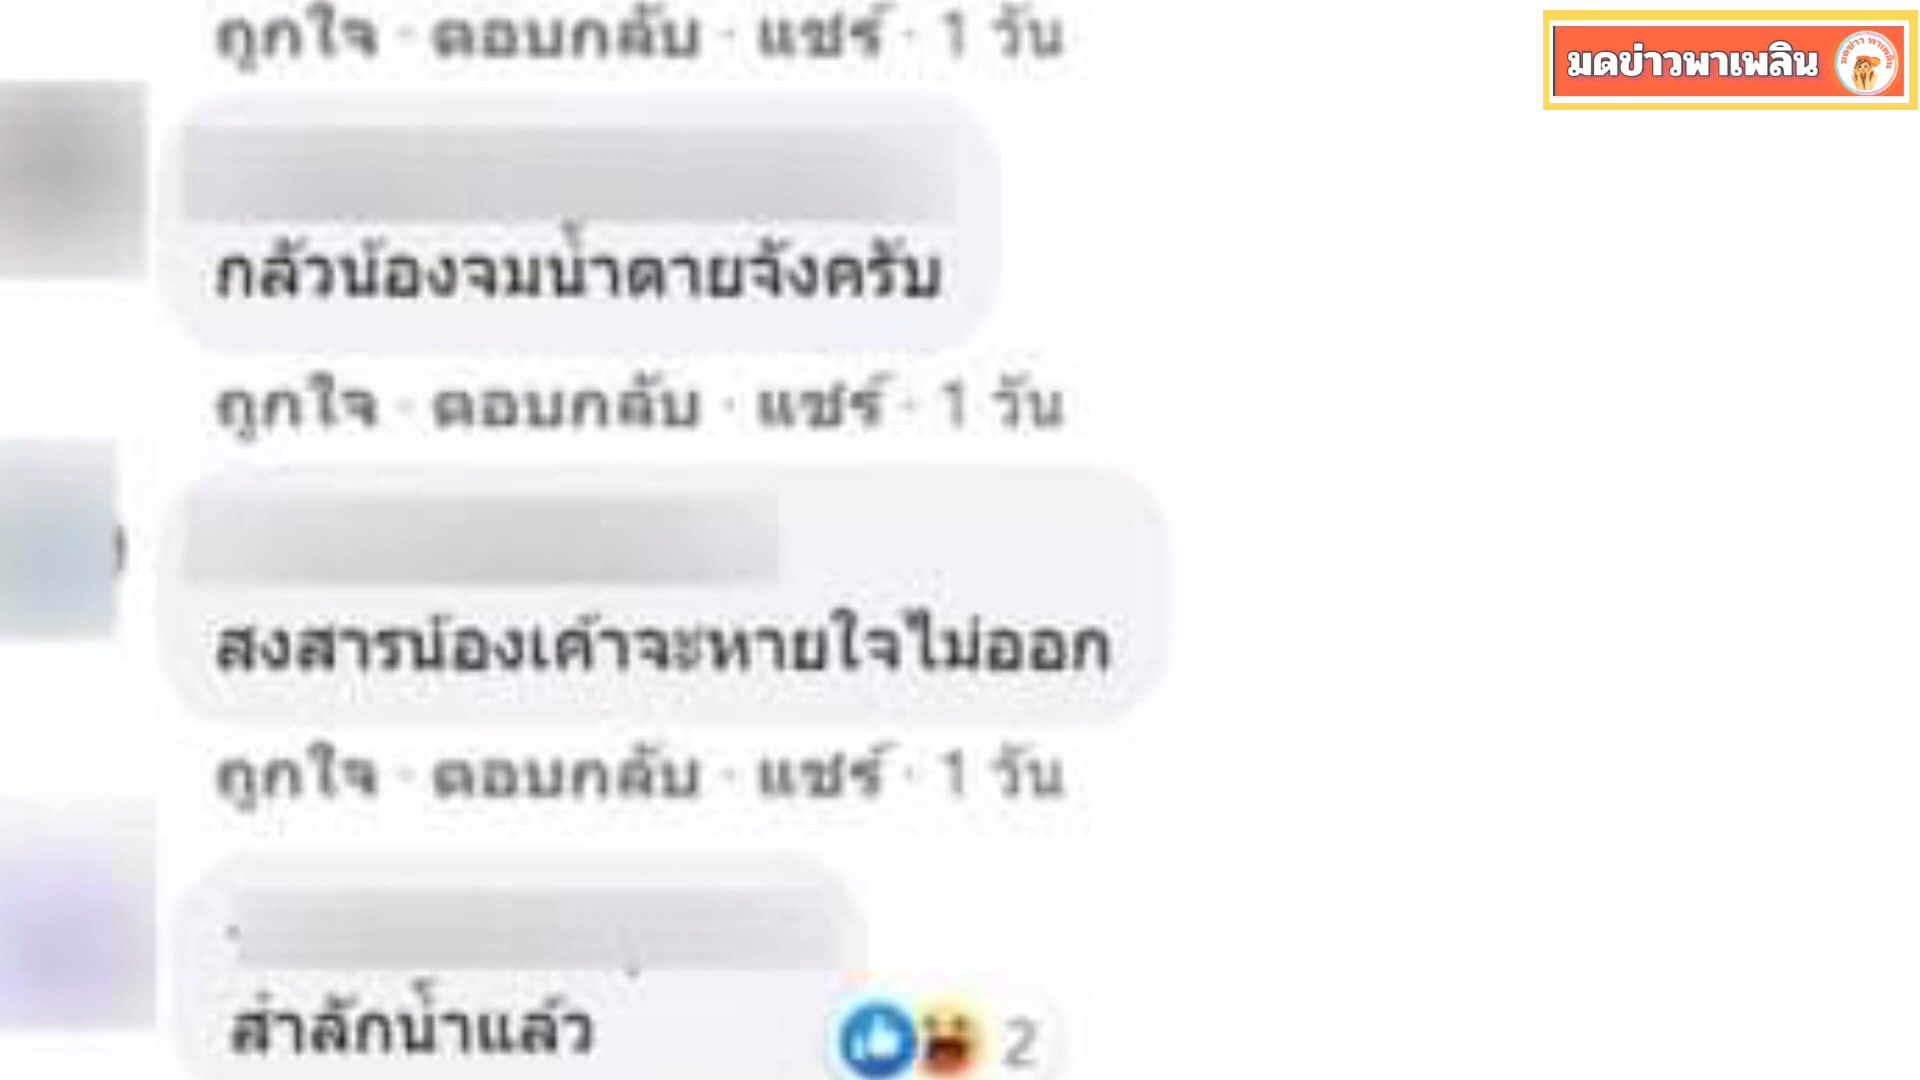 ถูกใจ · ตอบกลับ · แชร์ · 1 วัน
มดข่าวพาเพลิน
กลัวน้องจมน้ำตายจังครับ
ถูกใจ · ตอบกลับ · แชร์ · 1 วัน
สงสารน้องเค้าจะหายใจไม่ออก
ถูกใจ · ตอบกลับ · แชร์ · 1 วัน
สำลักน้ำแล้ว
2